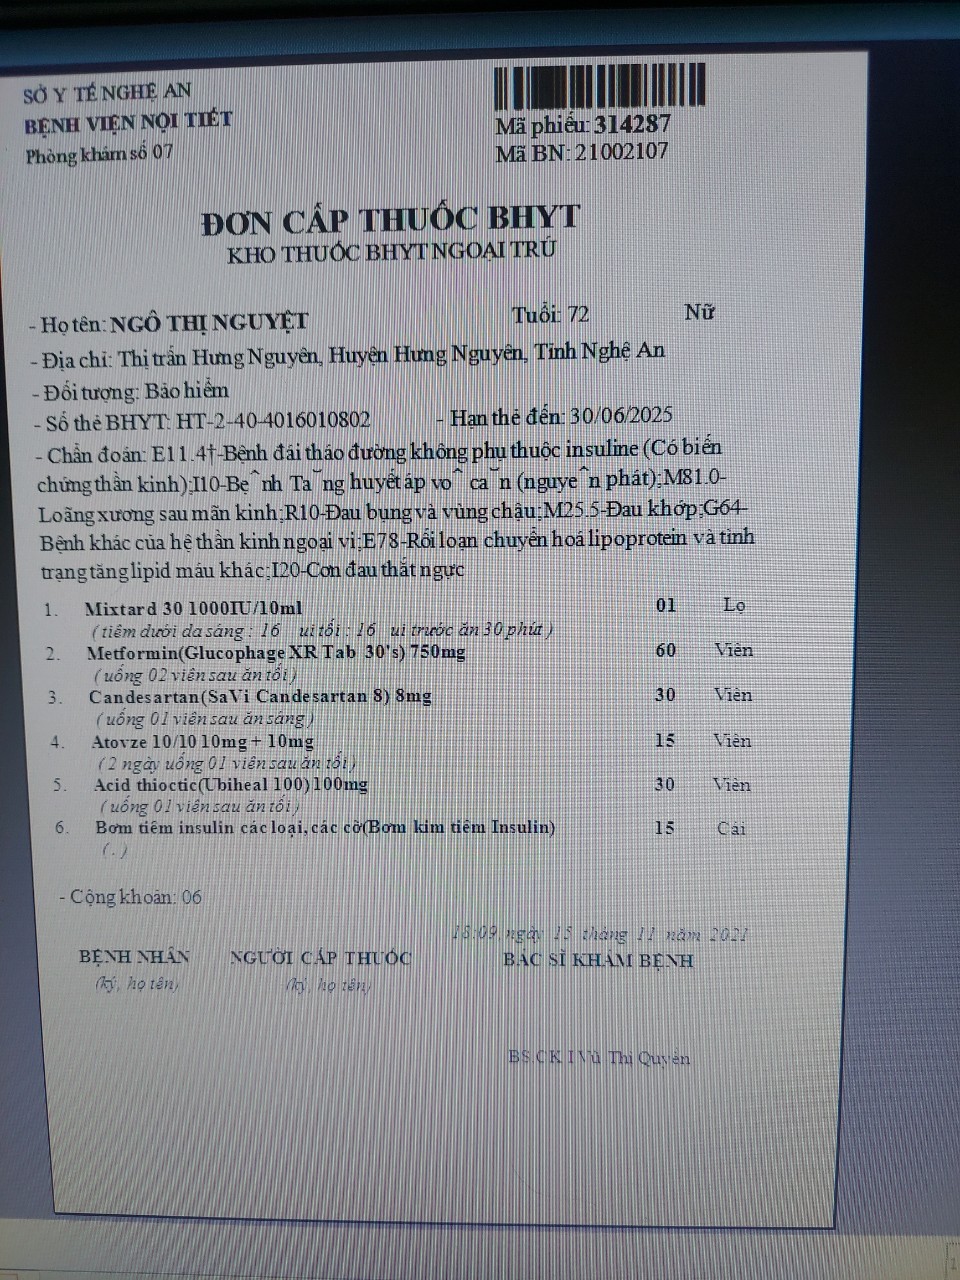 SỞ Y TẾ NGHỆ AN
BỆNH VIỆN NỘI TIẾT
Phòng khám số 07
Mã phiếu: 314287
Mã BN: 21002107
ĐƠN CẤP THUỐC BHYT
KHO THUỐC BHYT NGOẠI TRÚ
- Họ tên: NGÔ THỊ NGUYỆT Tuổi: 72 Nữ
- Địa chỉ: Thị trấn Hưng Nguyên, Huyện Hưng Nguyên, Tỉnh Nghệ An
- Đối tượng: Bảo hiểm
- Số thẻ BHYT: HT-2-40-4016010802 - Hạn thẻ đến: 30/06/2025
- Chẩn đoán: E11.4†-Bệnh đái tháo đường không phụ thuộc insuline (Có biến
chứng thần kinh);I10-Bẹ ̂nh Ta ̆ng huyết áp vo ̂ ca ̆n (nguye ̂n phát);M81.0-
Loãng xương sau mãn kinh;R10-Đau bụng và vùng chậu;M25.5-Đau khớp;G64-
Bệnh khác của hệ thần kinh ngoại vi;E78-Rối loạn chuyển hoá lipoprotein và tình
trạng tăng lipid máu khác;I20-Cơn đau thắt ngực
1. Mixtard 30 1000IU/10ml 01 Lọ
(tiêm dưới da sáng : 16 ui tối : 16 ui trước ăn 30 phút)
2. Metformin(Glucophage XR Tab 30's) 750mg 60 Viên
(uống 02 viên sau ăn tối)
3. Candesartan(SaVi Candesartan 8) 8mg 30 Viên
(uống 01 viên sau ăn sáng)
4. Atovze 10/10 10mg + 10mg 15 Viên
(2 ngày uống 01 viên sau ăn tối)
5. Acid thioctic(Ubiheal 100)100mg 30 Viên
(uống 01 viên sau ăn tối)
6. Bơm tiêm insulin các loại, các cỡ(Bơm kim tiêm Insulin) 15 Cái
(.)
- Cộng khoản: 06
18:09, ngày 15 tháng 11 năm 2021
BỆNH NHÂN NGƯỜI CẤP THUỐC BÁC SĨ KHÁM BỆNH
(ký, họ tên) (ký, họ tên)
BS.CK I Vũ Thị Quyên